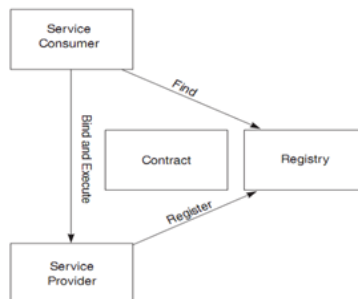 Service
Consumer
Find
Bind and Execute
Contract
Registry
Register
Service
Provider